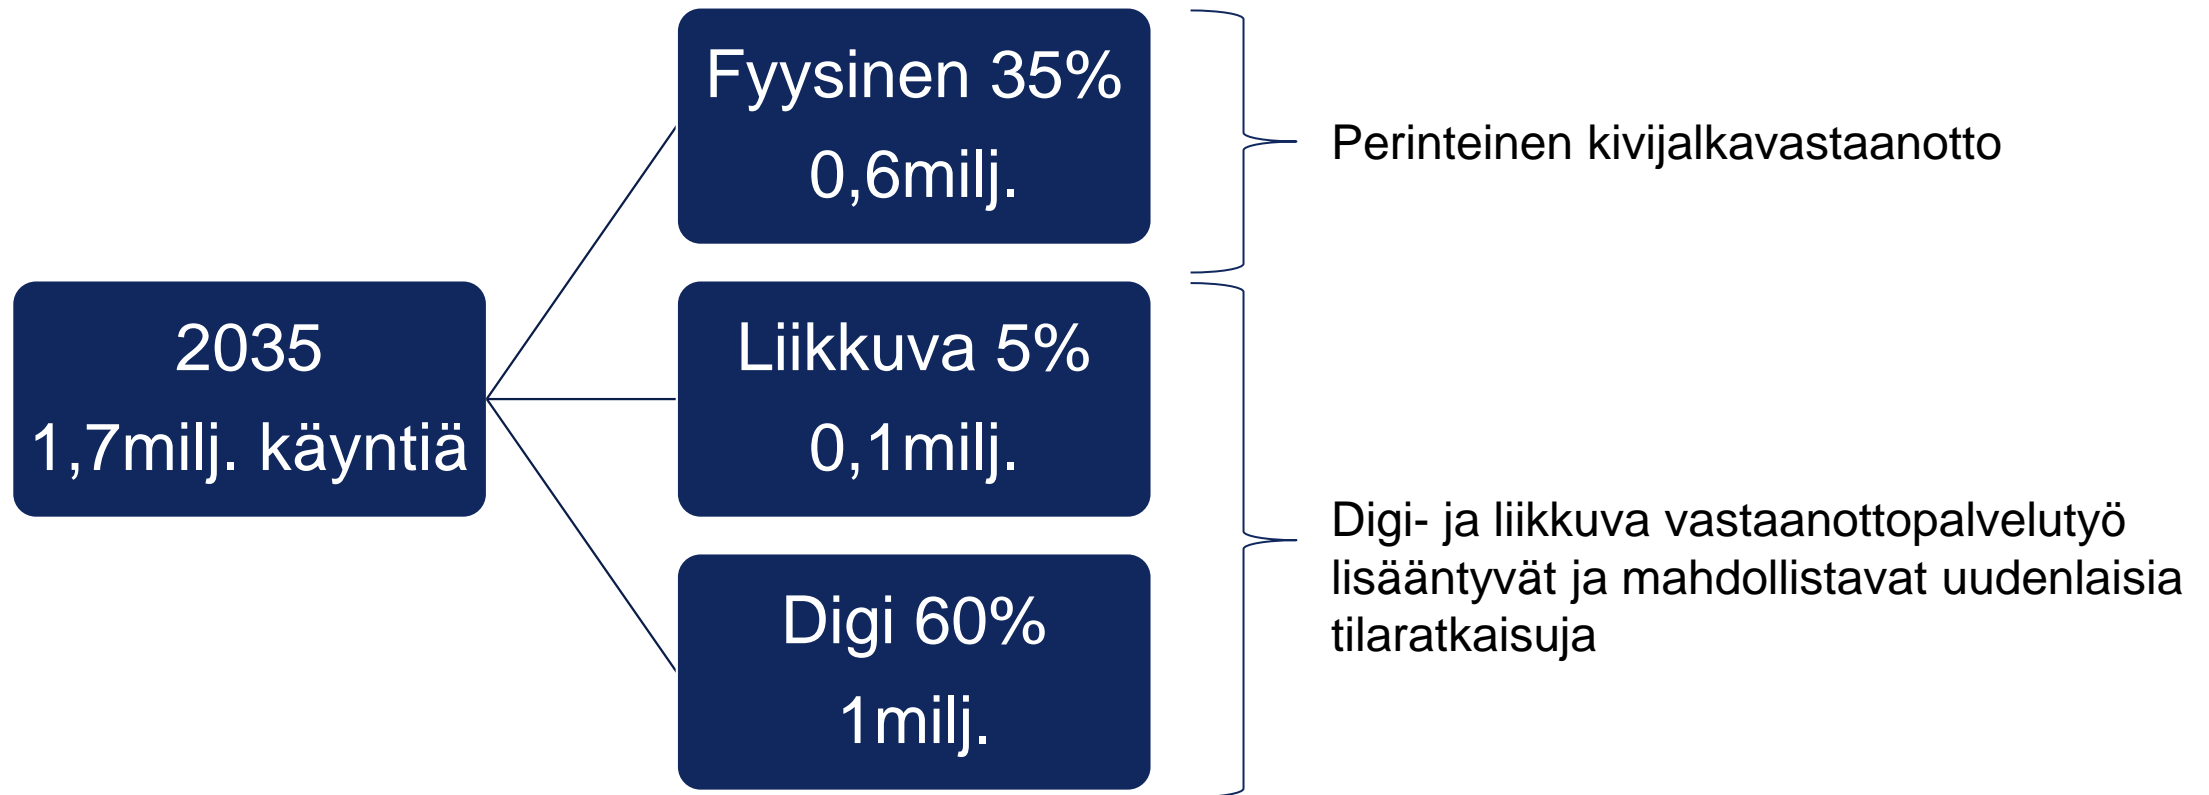 2035
1,7milj. käyntiä
Fyysinen 35%
0,6milj.
Liikkuva 5%
0,1milj.
Digi 60%
1milj.
Perinteinen kivijalkavastaanotto
Digi- ja liikkuva vastaanottopalvelutyö
lisääntyvät ja mahdollistavat uudenlaisia
tilaratkaisuja